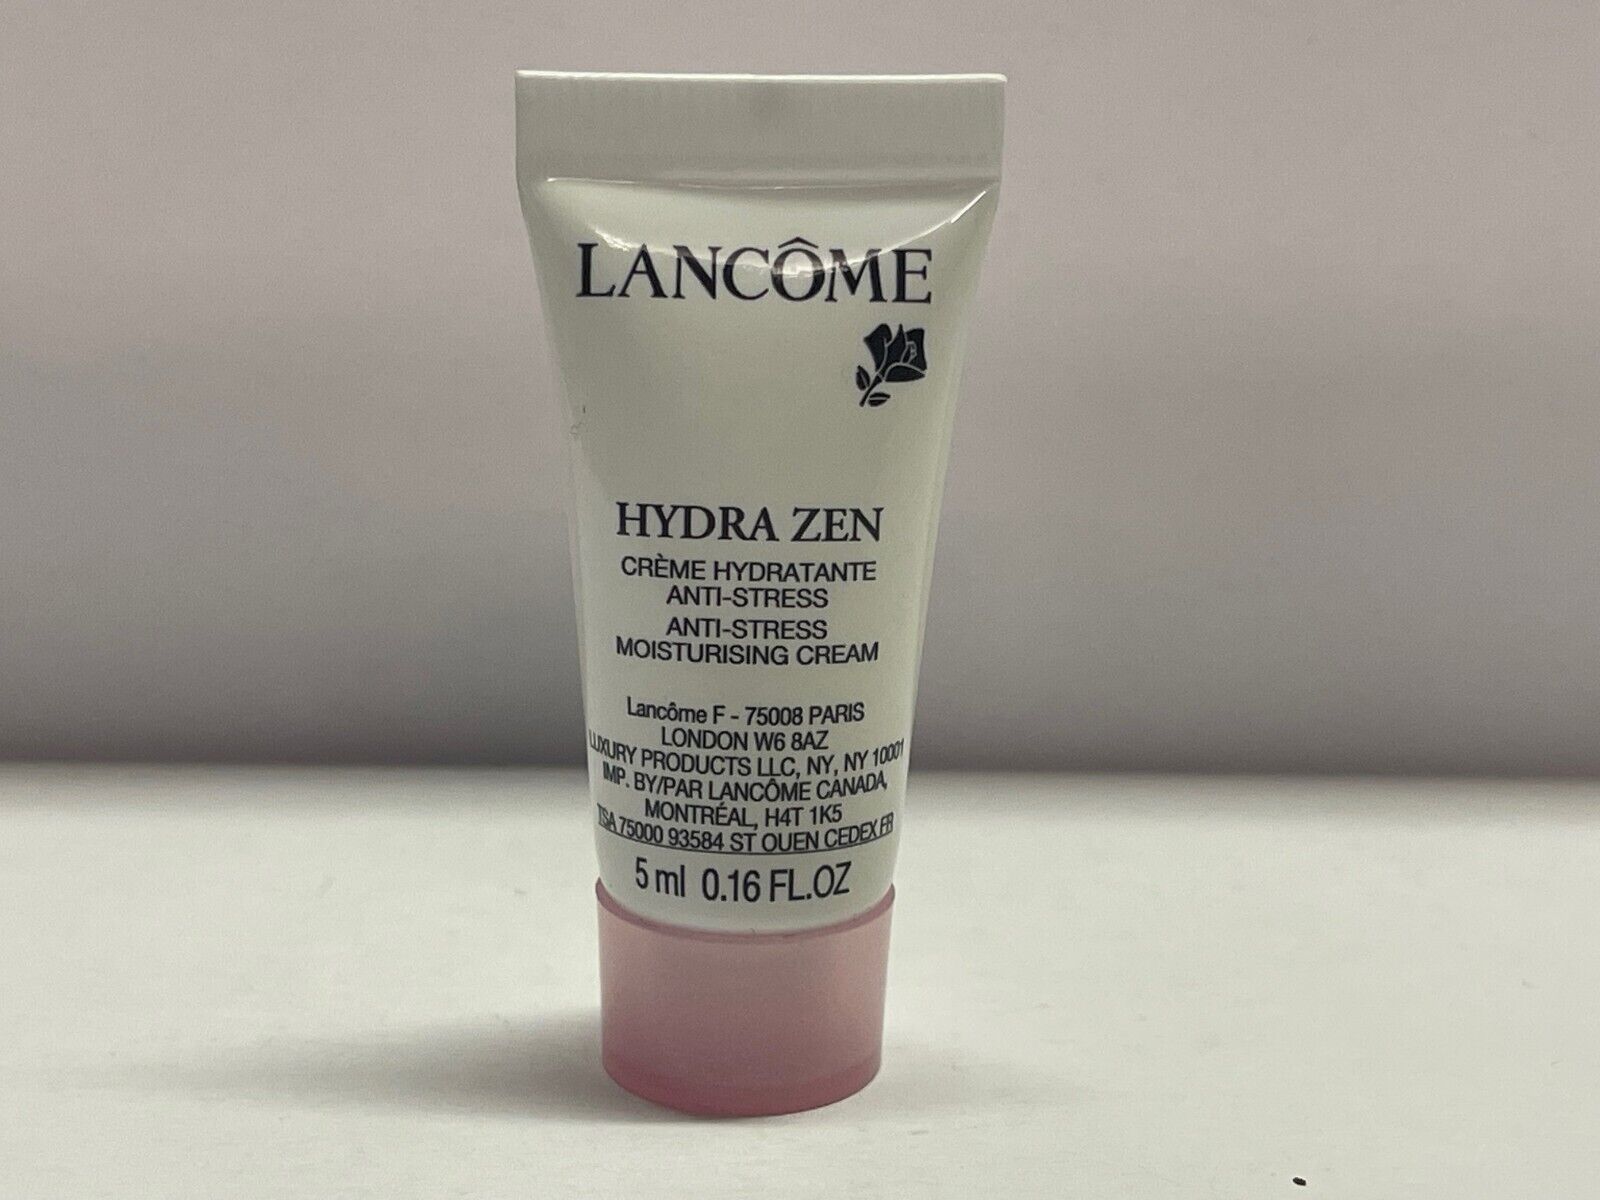 LANCÔME
HYDRA ZEN
CRÈME HYDRATANTE
ANTI-STRESS
ANTI-STRESS
MOISTURISING CREAM
Lancôme F - 75008 PARIS
LONDON W6 8AZ
LUXURY PRODUCTS LLC, NY, NY 10001
IMP. BY/PAR LANCÔME CANADA,
MONTRÉAL, H4T 1K5
TSA 75000 93584 ST OUEN CEDEX FR
5 ml 0.16 FL.OZ